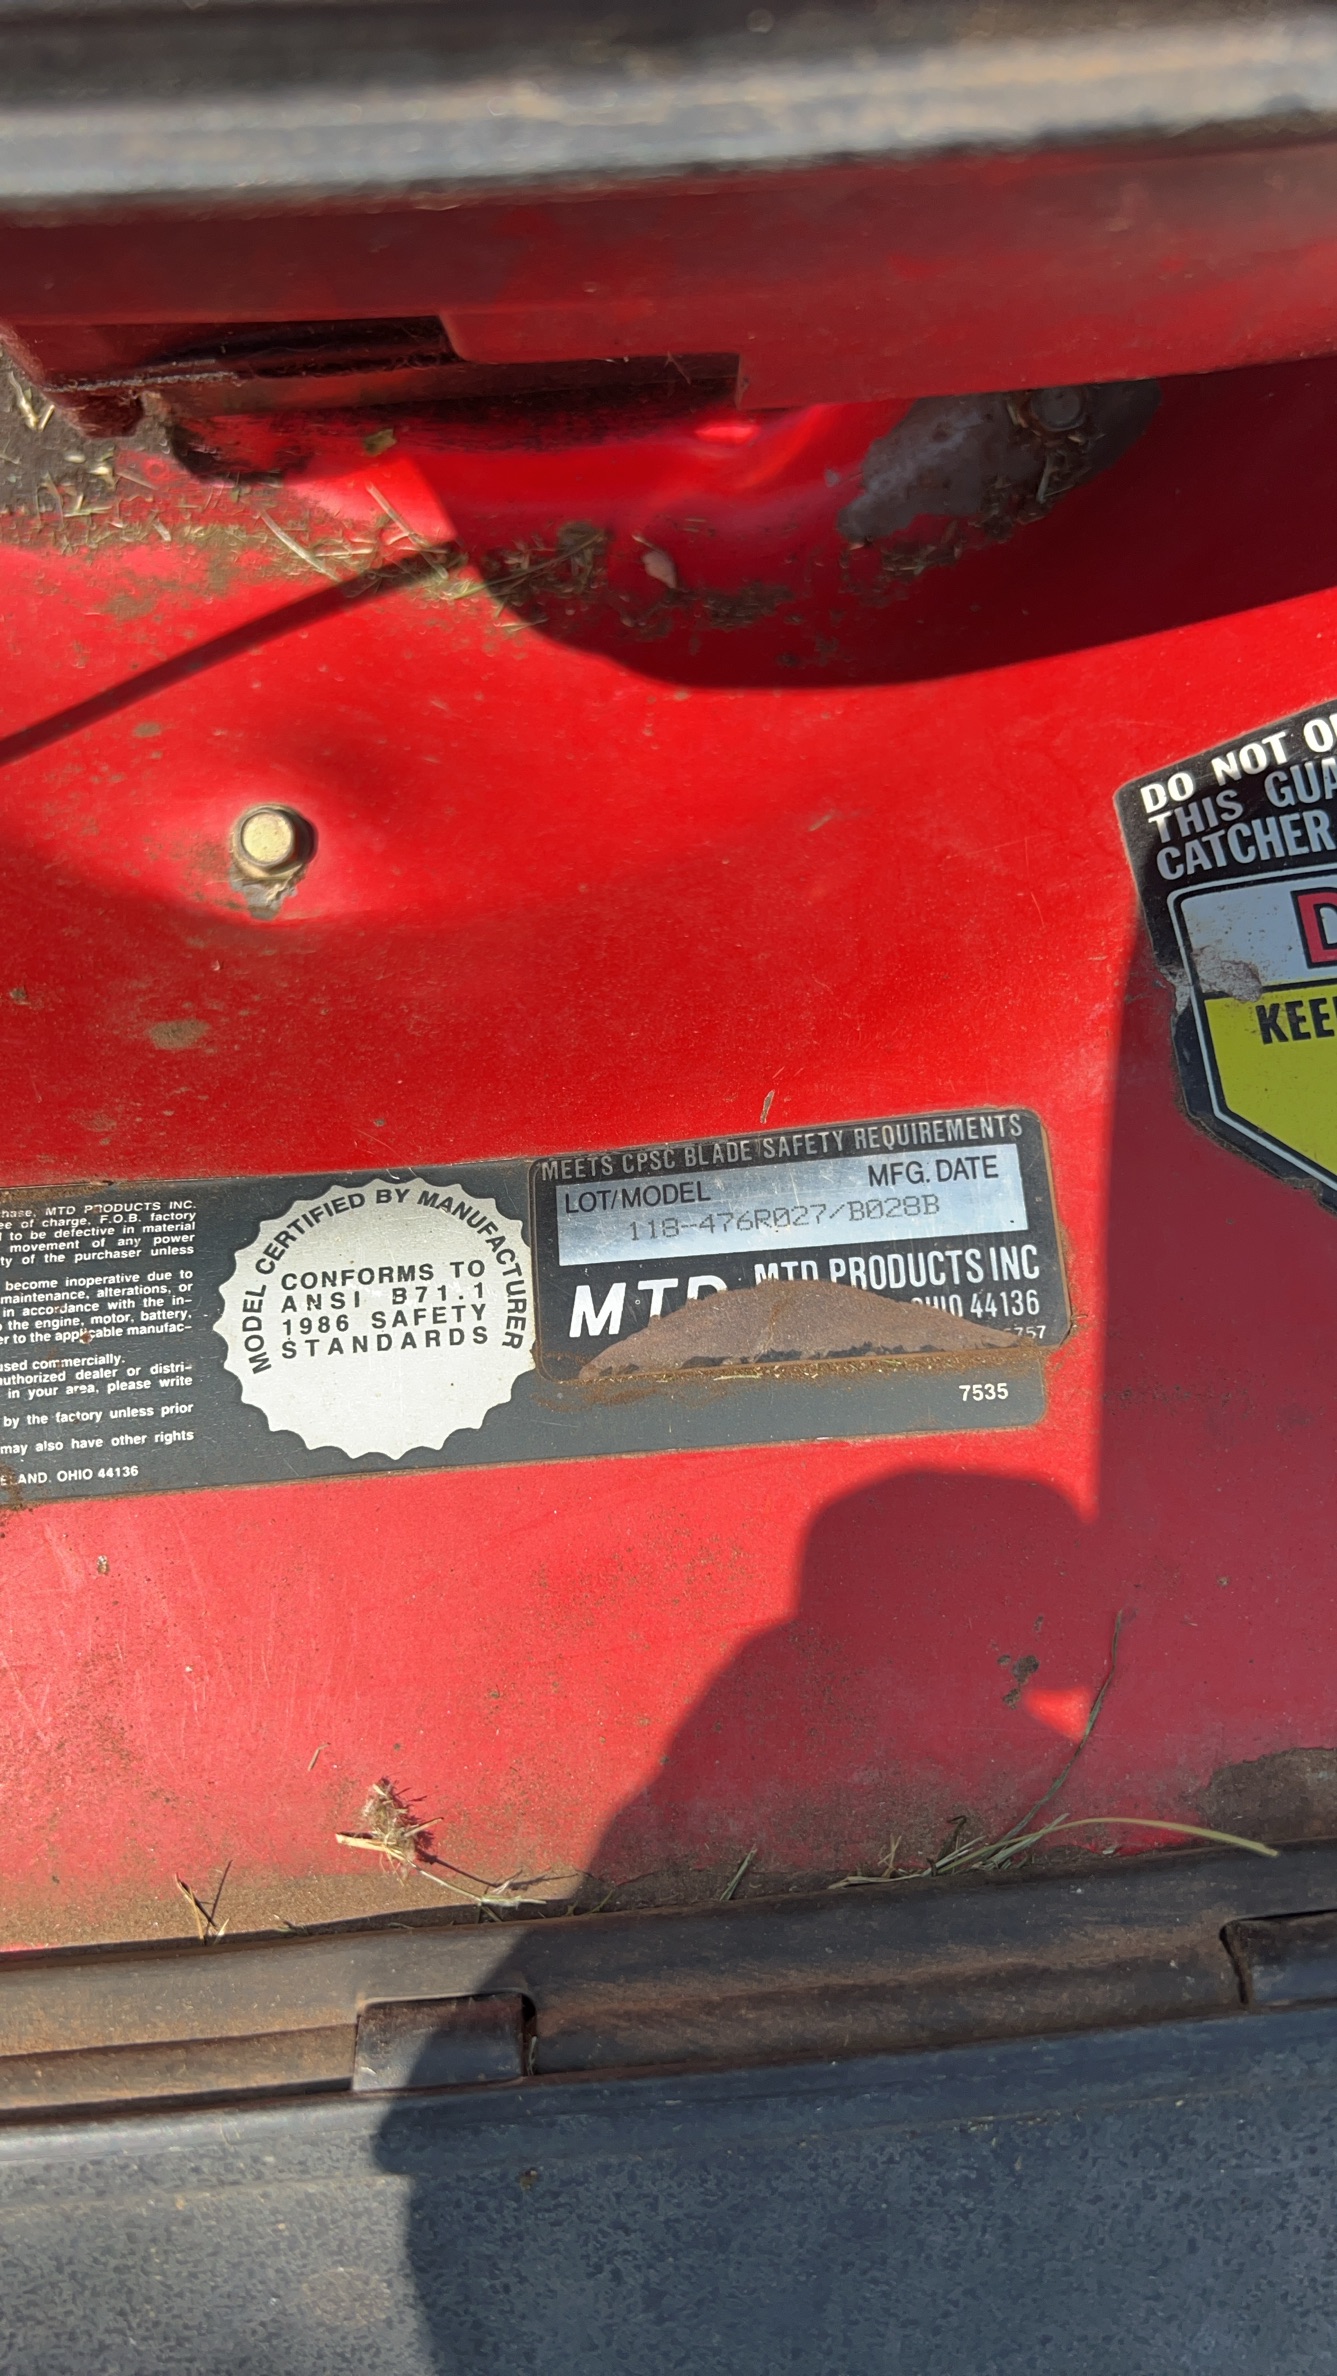 DO NOT
THIS
CATCHER
KEE
hase, MTD PRODUCTS INC.
ee of charge, F.O.B. factory
to be defective in material
movement of any power
ty of the purchaser unless
become inoperative due to
maintenance, alterations, or
in accordance with the in-
the engine, motor, battery,
er to the applicable manufac-
used commercially.
authorized dealer or distri-
in your area, please write
by the factory unless prior
may also have other rights
ELAND, OHIO 44136
MODEL CERTIFIED BY MANUFACTURER
CONFORMS TO
ANSI B71.1
1986 SAFETY
STANDARDS
MEETS CPSC BLADE SAFETY REQUIREMENTS
LOT/MODEL MFG. DATE
118-476R027/B028B
MTD MTD PRODUCTS INC
OHIO 44136
757
7535